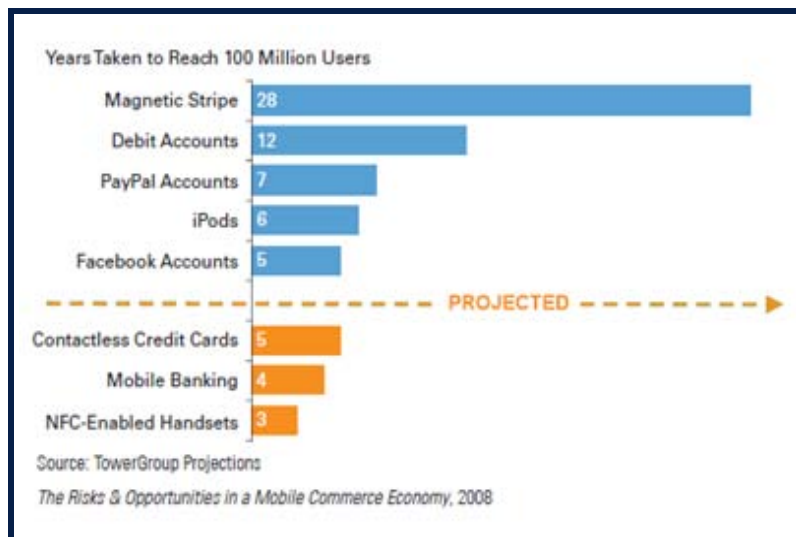 Years Taken to Reach 100 Million Users
Magnetic Stripe 28
Debit Accounts 12
PayPal Accounts 7
iPods 6
Facebook Accounts 5
PROJECTED
Contactless Credit Cards 5
Mobile Banking 4
NFC-Enabled Handsets 3
Source: TowerGroup Projections
The Risks & Opportunities in a Mobile Commerce Economy, 2008